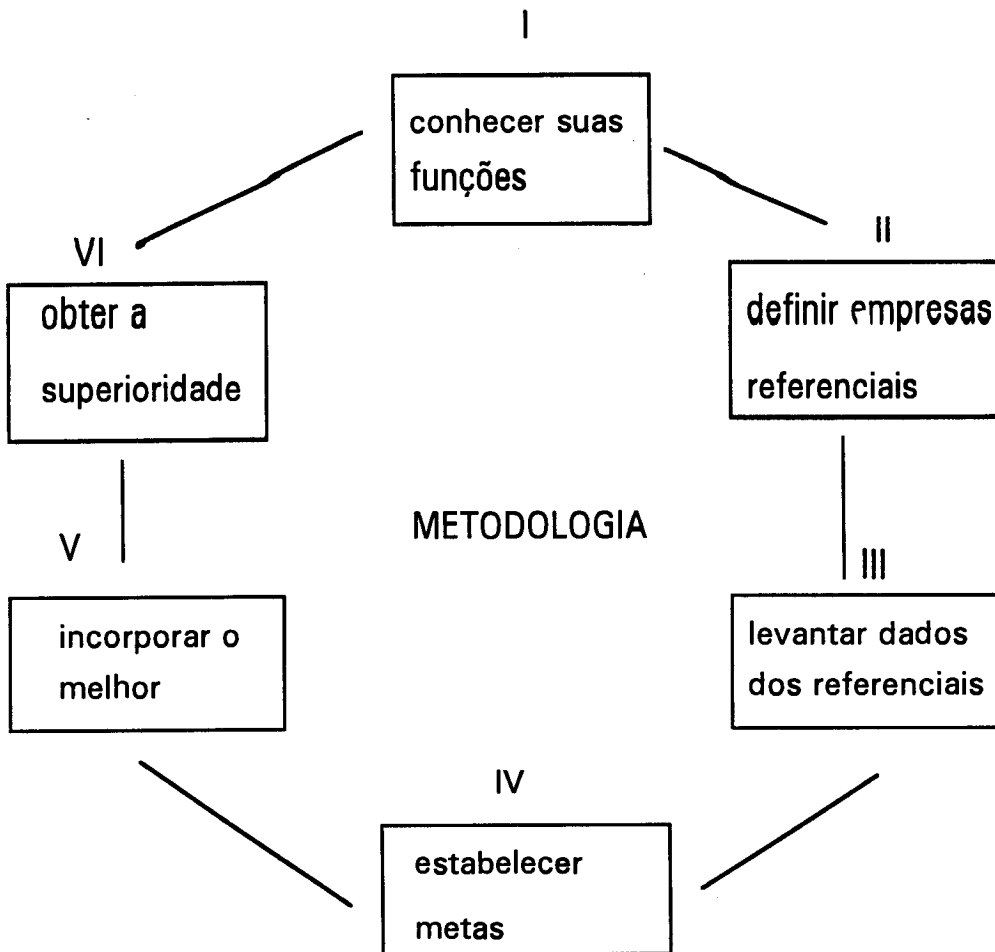 I
conhecer suas
funções
II
definir empresas
referenciais
III
levantar dados
dos referenciais
IV
estabelecer
metas
V
incorporar o
melhor
VI
obter a
superioridade
METODOLOGIA